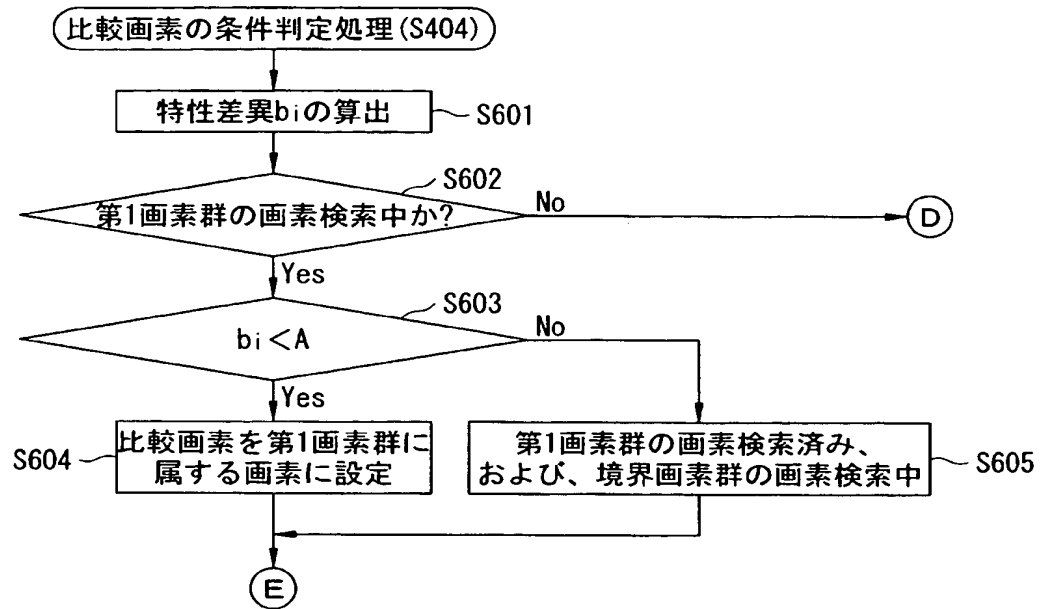 比較画素の条件判定処理(S404)
特性差異biの算出
S601
S602
第1画素群の画素検索中か?
No
D
Yes
S603
bi<A
No
Yes
S604
比較画素を第1画素群に
属する画素に設定
第1画素群の画素検索済み、
および、境界画素群の画素検索中
S605
E